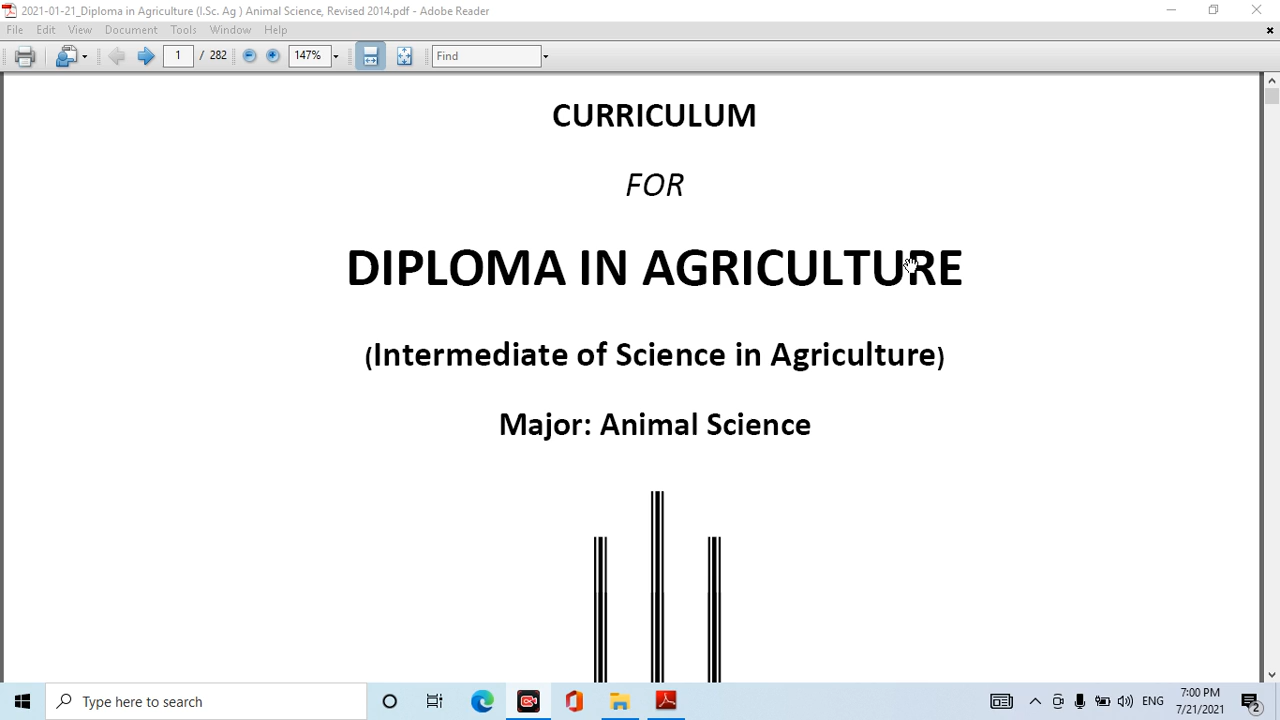 2021-01-21_Diploma in Agriculture (I.Sc. Ag ) Animal Science, Revised 2014.pdf - Adobe Reader
File Edit View Document Tools Window Help
1 / 282 147% Find
CURRICULUM
FOR
DIPLOMA IN AGRICULTURE
(Intermediate of Science in Agriculture)
Major: Animal Science
Type here to search
ENG
7:00 PM
7/21/2021
2